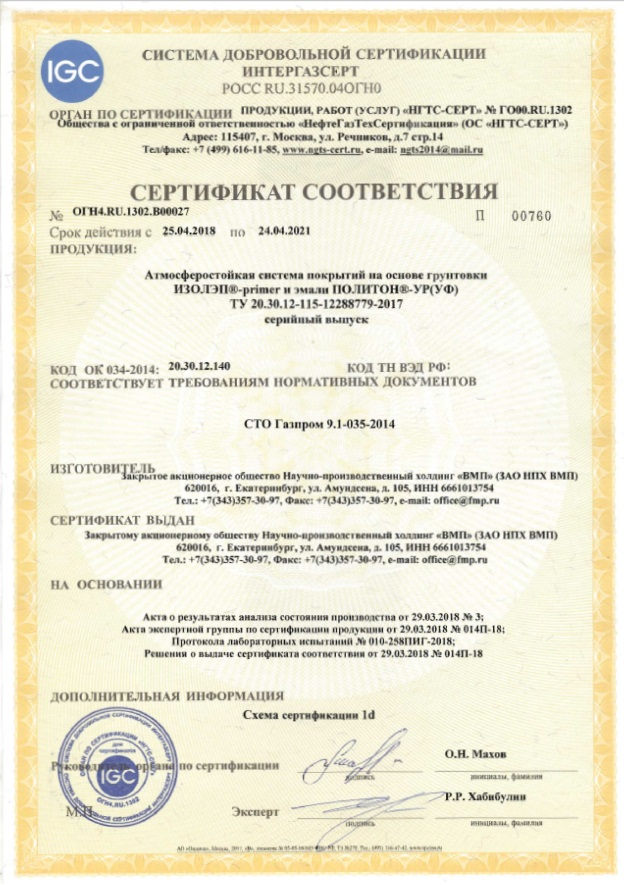 IGC
СИСТЕМА ДОБРОВОЛЬНОЙ СЕРТИФИКАЦИИ
ИНТЕРГАЗСЕРТ
РОСС RU.31570.04ОГН0
ОРГАН ПО СЕРТИФИКАЦИИ ПРОДУКЦИИ, РАБОТ (УСЛУГ) «НГТС-СЕРТ» № ГО00.RU.1302
Общества с ограниченной ответственностью «НефтеГазТехСертификация» (ОС «НГТС-СЕРТ»)
Адрес: 115407, г. Москва, ул. Речников, д.7 стр.14
Тел/факс: +7 (499) 616-11-85, www.ngts-cert.ru, e-mail: ngts2014@mail.ru
СЕРТИФИКАТ СООТВЕТСТВИЯ
№ ОГН4.RU.1302.В00027
П 00760
Срок действия с 25.04.2018 по 24.04.2021
ПРОДУКЦИЯ:
Атмосферостойкая система покрытий на основе грунтовки
ИЗОЛЭП®-primer и эмали ПОЛИТОН®-УР(УФ)
ТУ 20.30.12-115-12288779-2017
серийный выпуск
КОД ОК 034-2014: 20.30.12.140 КОД ТН ВЭД РФ:
СООТВЕТСТВУЕТ ТРЕБОВАНИЯМ НОРМАТИВНЫХ ДОКУМЕНТОВ
СТО Газпром 9.1-035-2014
ИЗГОТОВИТЕЛЬ
Закрытое акционерное общество Научно-производственный холдинг «ВМП» (ЗАО НПХ ВМП)
620016, г. Екатеринбург, ул. Амундсена, д. 105, ИНН 6661013754
Тел.: +7(343)357-30-97, Факс: +7(343)357-30-97, e-mail: office@fmp.ru
СЕРТИФИКАТ ВЫДАН
Закрытому акционерному обществу Научно-производственный холдинг «ВМП» (ЗАО НПХ ВМП)
620016, г. Екатеринбург, ул. Амундсена, д. 105, ИНН 6661013754
Тел.: +7(343)357-30-97, Факс: +7(343)357-30-97, e-mail: office@fmp.ru
НА ОСНОВАНИИ
Акта о результатах анализа состояния производства от 29.03.2018 № 3;
Акта экспертной группы по сертификации продукции от 29.03.2018 № 014П-18;
Протокола лабораторных испытаний № 010-258ПИГ-2018;
Решения о выдаче сертификата соответствия от 29.03.2018 № 014П-18
ДОПОЛНИТЕЛЬНАЯ ИНФОРМАЦИЯ
Схема сертификации 1d
Руководитель органа по сертификации
О.Н. Махов
подпись
инициалы, фамилия
для сертификатов
IGC
ОГН4.RU.1302
М.П.
Эксперт
Р.Р. Хабибулин
подпись
инициалы, фамилия